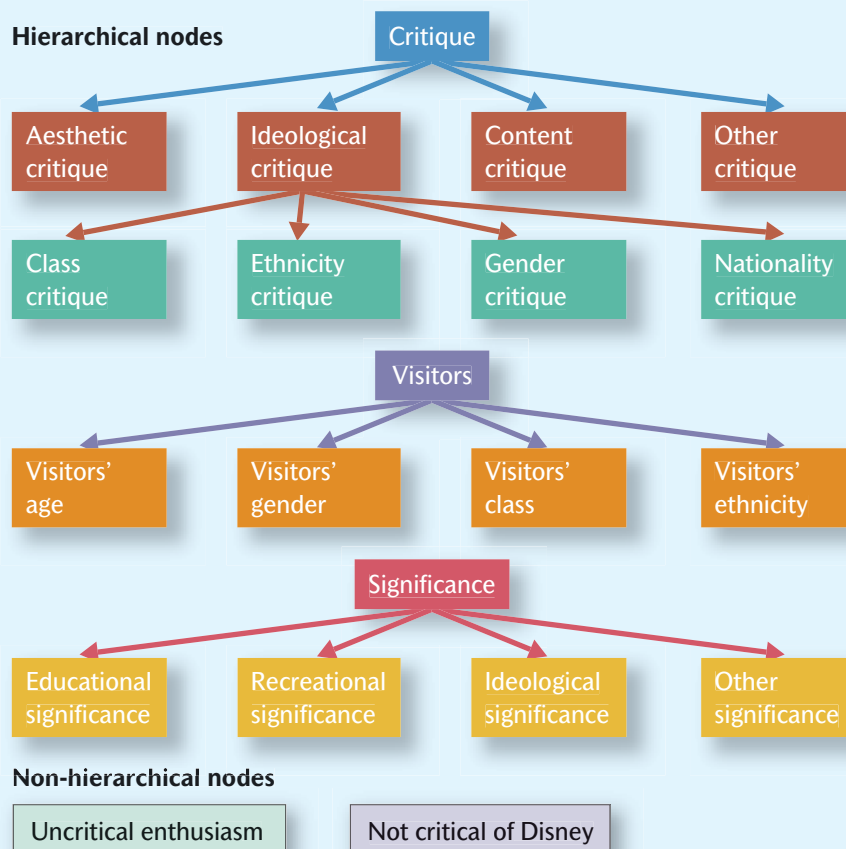 Hierarchical nodes
Critique
Aesthetic
critique
Ideological
critique
Content
critique
Other
critique
Class
critique
Ethnicity
critique
Gender
critique
Nationality
critique
Visitors
Visitors’
age
Visitors’
gender
Visitors’
class
Visitors’
ethnicity
Significance
Educational
significance
Recreational
significance
Ideological
significance
Other
significance
Non-hierarchical nodes
Uncritical enthusiasm
Not critical of Disney